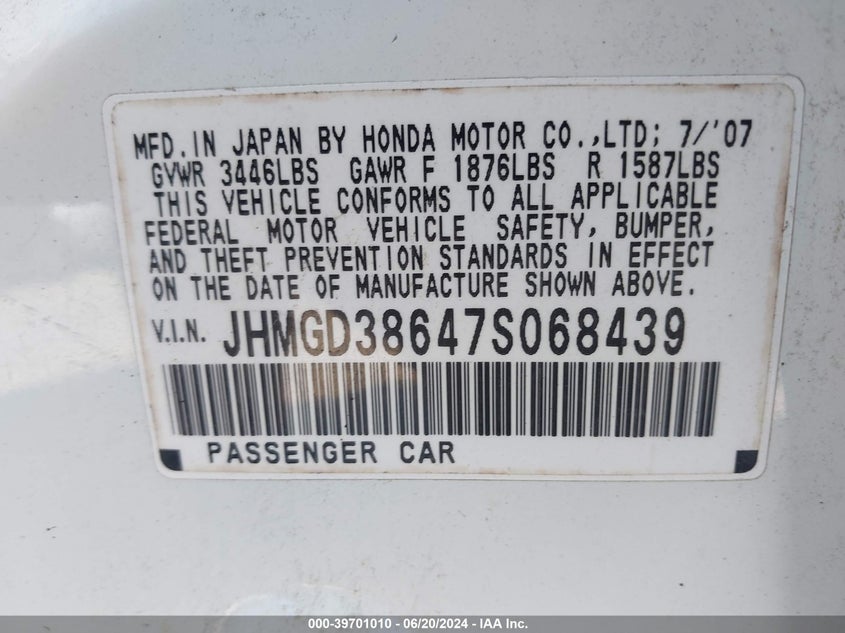 MFD.IN JAPAN BY HONDA MOTOR CO.,LTD; 7/'07
GVWR 3446LBS GAWR F 1876LBS R 1587LBS
THIS VEHICLE CONFORMS TO ALL APPLICABLE
FEDERAL MOTOR VEHICLE SAFETY, BUMPER,
AND THEFT PREVENTION STANDARDS IN EFFECT
ON THE DATE OF MANUFACTURE SHOWN ABOVE.
V.I.N. JHMGD38647S068439
PASSENGER CAR
000-39701010 / 06/20/2024 - IAA Inc.